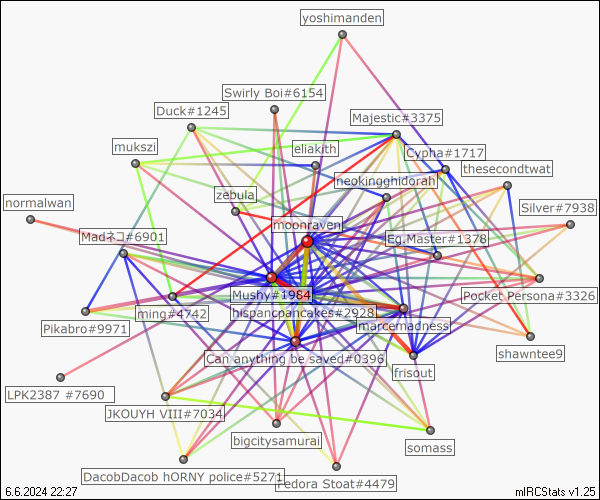 yoshimanden
Swirly Boi#6154
Duck#1245
Majestic#3375
mukszi
eliakith
Cypha#1717
thesecondtwat
neokingghidorah
zebula
normalwan
Silver#7938
moonraven
Madネコ#6901
Eg.Master#1378
Mushy#1984
Pocket Persona#3326
ming#4742
hispancpancakes#2928
Pikabro#9971
marcemadness
shawntee9
Can anything be saved#0396
frisout
LPK2387 #7690
JKOUYH VIII#7034
bigcitysamurai
somass
DacobDacob hORNY police#5271
Fedora Stoat#4479
6.6.2024 22:27
mIRCStats v1.25